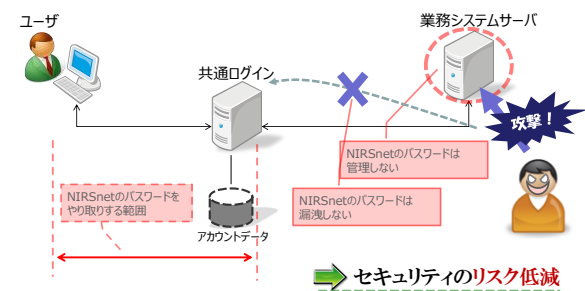 ユーザ
業務システムサーバ
共通ログイン
攻撃！
NIRSnetのパスワードは
管理しない
NIRSnetのパスワードを
やり取りする範囲
NIRSnetのパスワードは
漏洩しない
アカウントデータ
セキュリティのリスク低減